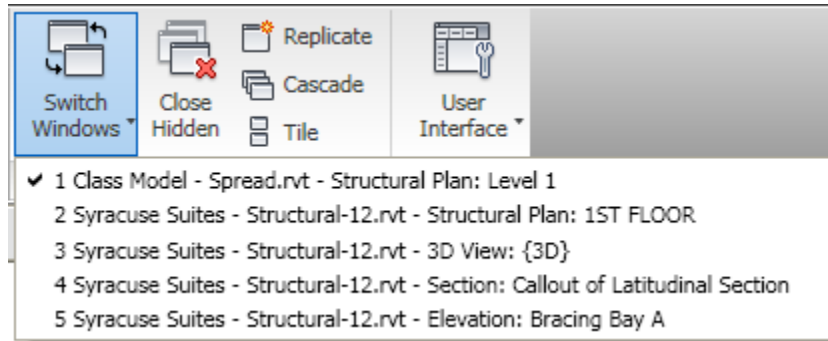 Switch
Windows
Close
Hidden
Replicate
Cascade
Tile
User
Interface
1 Class Model - Spread.rvt - Structural Plan: Level 1
2 Syracuse Suites - Structural-12.rvt - Structural Plan: 1ST FLOOR
3 Syracuse Suites - Structural-12.rvt - 3D View: {3D}
4 Syracuse Suites - Structural-12.rvt - Section: Callout of Latitudinal Section
5 Syracuse Suites - Structural-12.rvt - Elevation: Bracing Bay A